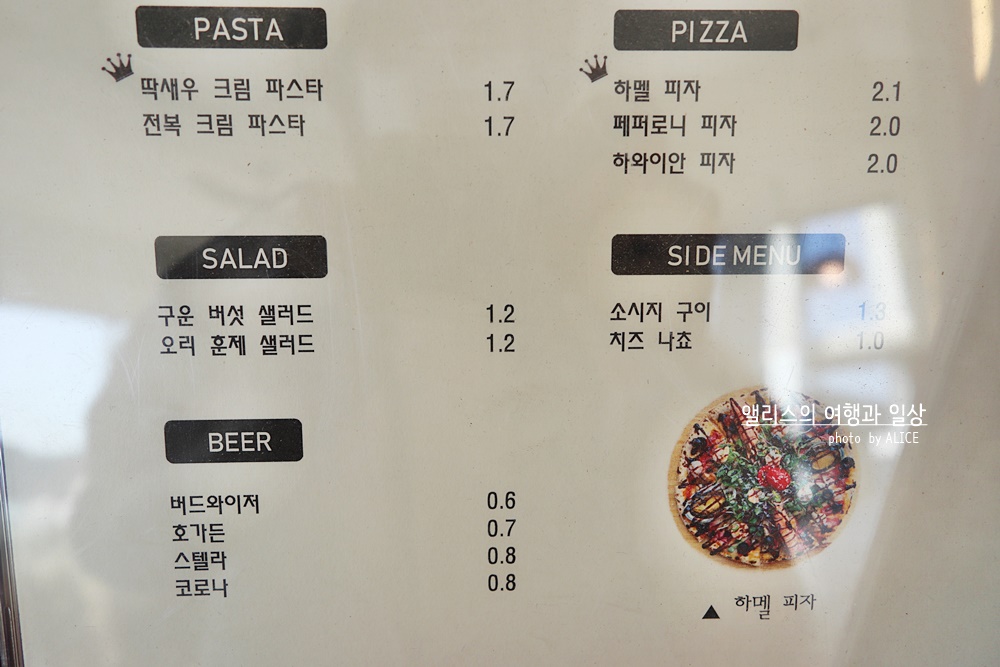 PASTA
딱새우 크림 파스타 1.7
전복 크림 파스타 1.7
PIZZA
하멜 피자 2.1
페퍼로니 피자 2.0
하와이안 피자 2.0
SALAD
구운 버섯 샐러드 1.2
오리 훈제 샐러드 1.2
SIDE MENU
소시지 구이 1.3
치즈 나쵸 1.0
BEER
버드와이저 0.6
호가든 0.7
스텔라 0.8
코로나 0.8
앨리스의 여행과 일상
photo by ALICE
▲ 하멜 피자